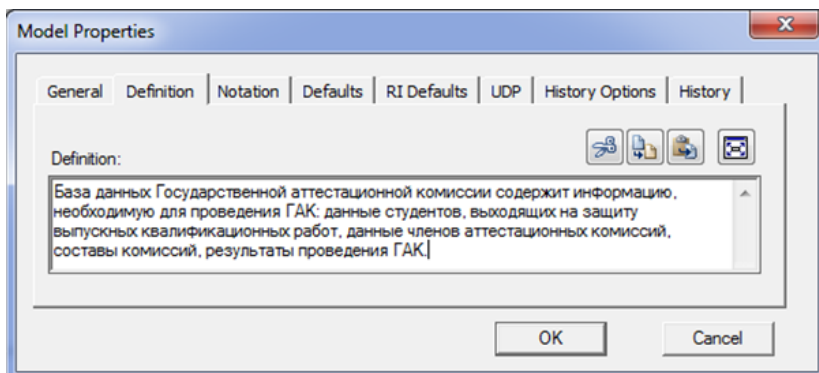 Model Properties
General Definition Notation Defaults RI Defaults UDP History Options History
Definition:
База данных Государственной аттестационной комиссии содержит информацию,
необходимую для проведения ГАК: данные студентов, выходящих на защиту
выпускных квалификационных работ, данные членов аттестационных комиссий,
составы комиссий, результаты проведения ГАК.
OK Cancel